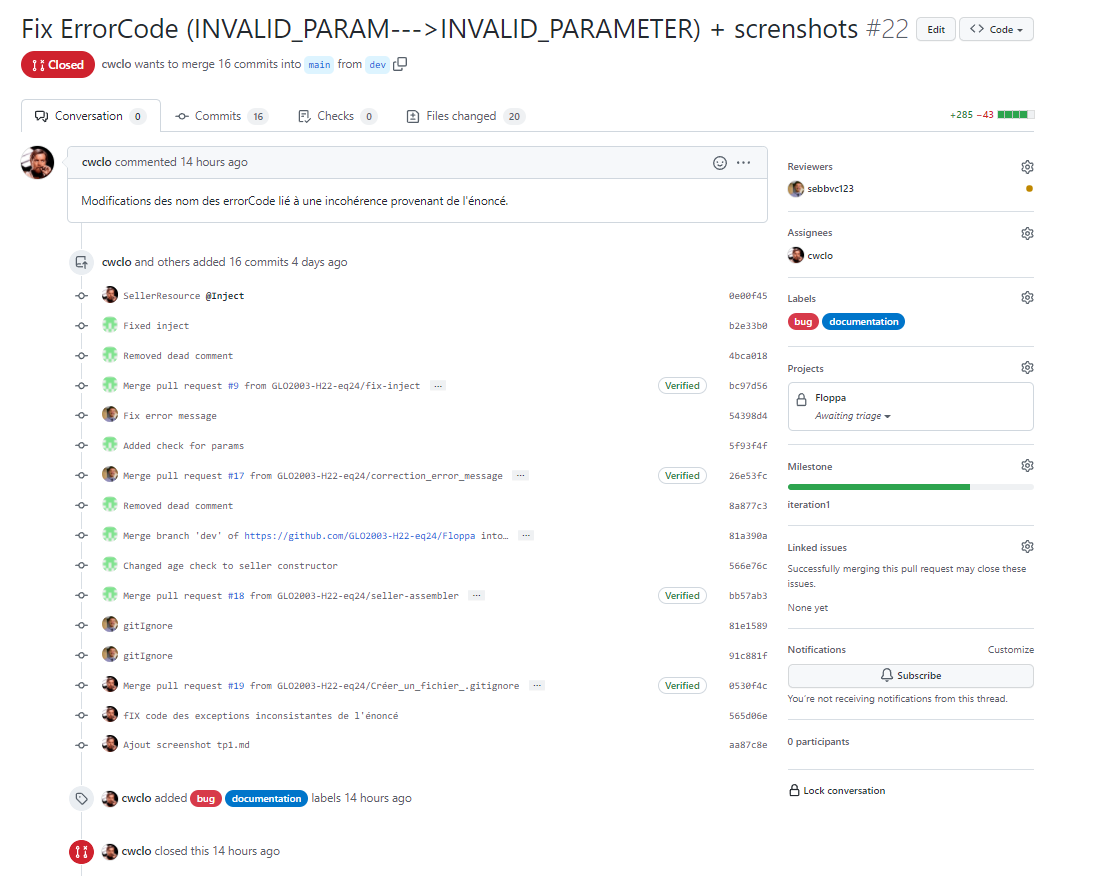 Fix ErrorCode (INVALID_PARAM--->INVALID_PARAMETER) + screnshots #22
Edit
Code
Closed
cwclo wants to merge 16 commits into main from dev
Conversation 0
Commits 16
Checks 0
Files changed 20
+285 −43
cwclo commented 14 hours ago
Modifications des nom des errorCode lié à une incohérence provenant de l'énoncé.
cwclo and others added 16 commits 4 days ago
SellerResource @Inject 0e00f45
Fixed inject b2e33b0
Removed dead comment 4bca018
Merge pull request #9 from GLO2003-H22-eq24/fix-inject … Verified bc97d56
Fix error message 54398d4
Added check for params 5f93f4f
Merge pull request #17 from GLO2003-H22-eq24/correction_error_message … Verified 26e53fc
Removed dead comment 8a877c3
Merge branch 'dev' of https://github.com/GLO2003-H22-eq24/Floppa into… … 81a390a
Changed age check to seller constructor 566e76c
Merge pull request #18 from GLO2003-H22-eq24/seller-assembler … Verified bb57ab3
gitIgnore 81e1589
gitIgnore 91c881f
Merge pull request #19 from GLO2003-H22-eq24/Créer_un_fichier_.gitignore … Verified 0530f4c
fIX code des exceptions inconsistantes de l'énoncé 565d06e
Ajout screenshot tp1.md aa87c8e
cwclo added bug documentation labels 14 hours ago
cwclo closed this 14 hours ago
Reviewers
sebbvc123
Assignees
cwclo
Labels
bug documentation
Projects
Floppa
Awaiting triage
Milestone
iteration1
Linked issues
Successfully merging this pull request may close these
issues.
None yet
Notifications
Customize
Subscribe
You're not receiving notifications from this thread.
0 participants
Lock conversation